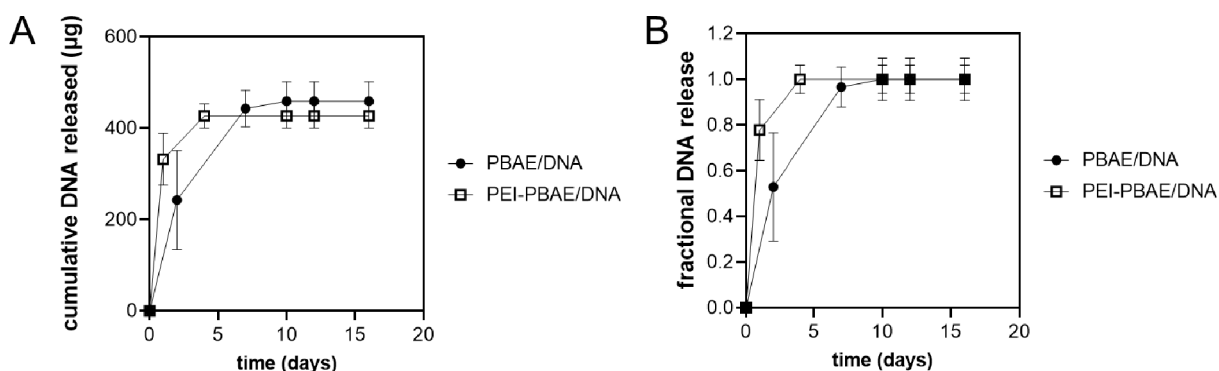 A
cumulative DNA released (µg)
600
400
200
0
0 5 10 15 20
time (days)
PBAE/DNA
PEI-PBAE/DNA
B
fractional DNA release
1.2
1.0
0.8
0.6
0.4
0.2
0.0
0 5 10 15 20
time (days)
PBAE/DNA
PEI-PBAE/DNA